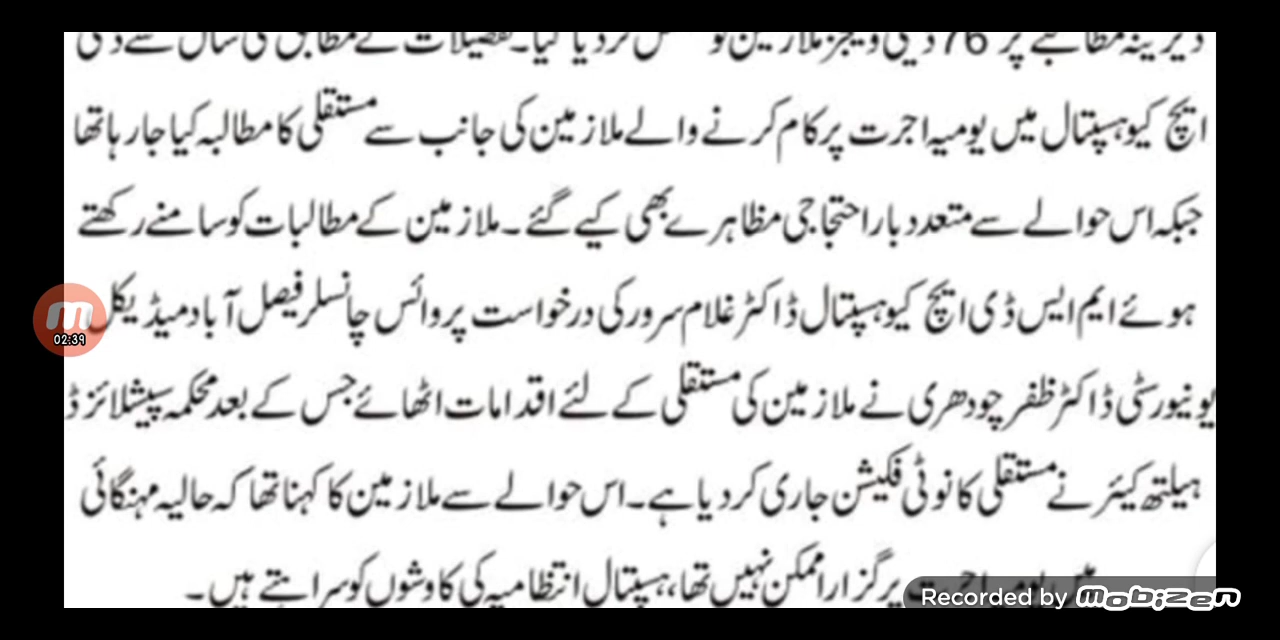 دیرینہ مطالبے پر 76 ڈیلی ویجز ملازمین کو مستقل کر دیا گیا۔ تفصیلات کے مطابق کئی سال سے ڈی
ایچ کیو ہسپتال میں یومیہ اجرت پر کام کرنے والے ملازمین کی جانب سے مستقلی کا مطالبہ کیا جا رہا تھا
جبکہ اس حوالے سے متعدد بار احتجاجی مظاہرے بھی کیے گئے۔ ملازمین کے مطالبات کو سامنے رکھتے
ہوئے ایم ایس ڈی ایچ کیو ہسپتال ڈاکٹر غلام سرور کی درخواست پر وائس چانسلر فیصل آباد میڈیکل
یونیورسٹی ڈاکٹر ظفر چودھری نے ملازمین کی مستقلی کے لئے اقدامات اٹھائے جس کے بعد محکمہ سپیشلائزڈ
ہیلتھ کیئر نے مستقلی کا نوٹی فکیشن جاری کر دیا ہے۔ اس حوالے سے ملازمین کا کہنا تھا کہ حالیہ مہنگائی
میں یومیہ اجرت پر گزارا ممکن نہیں تھا، ہسپتال انتظامیہ کی کاوشوں کو سراہتے ہیں۔
02:39
Recorded by mobizen